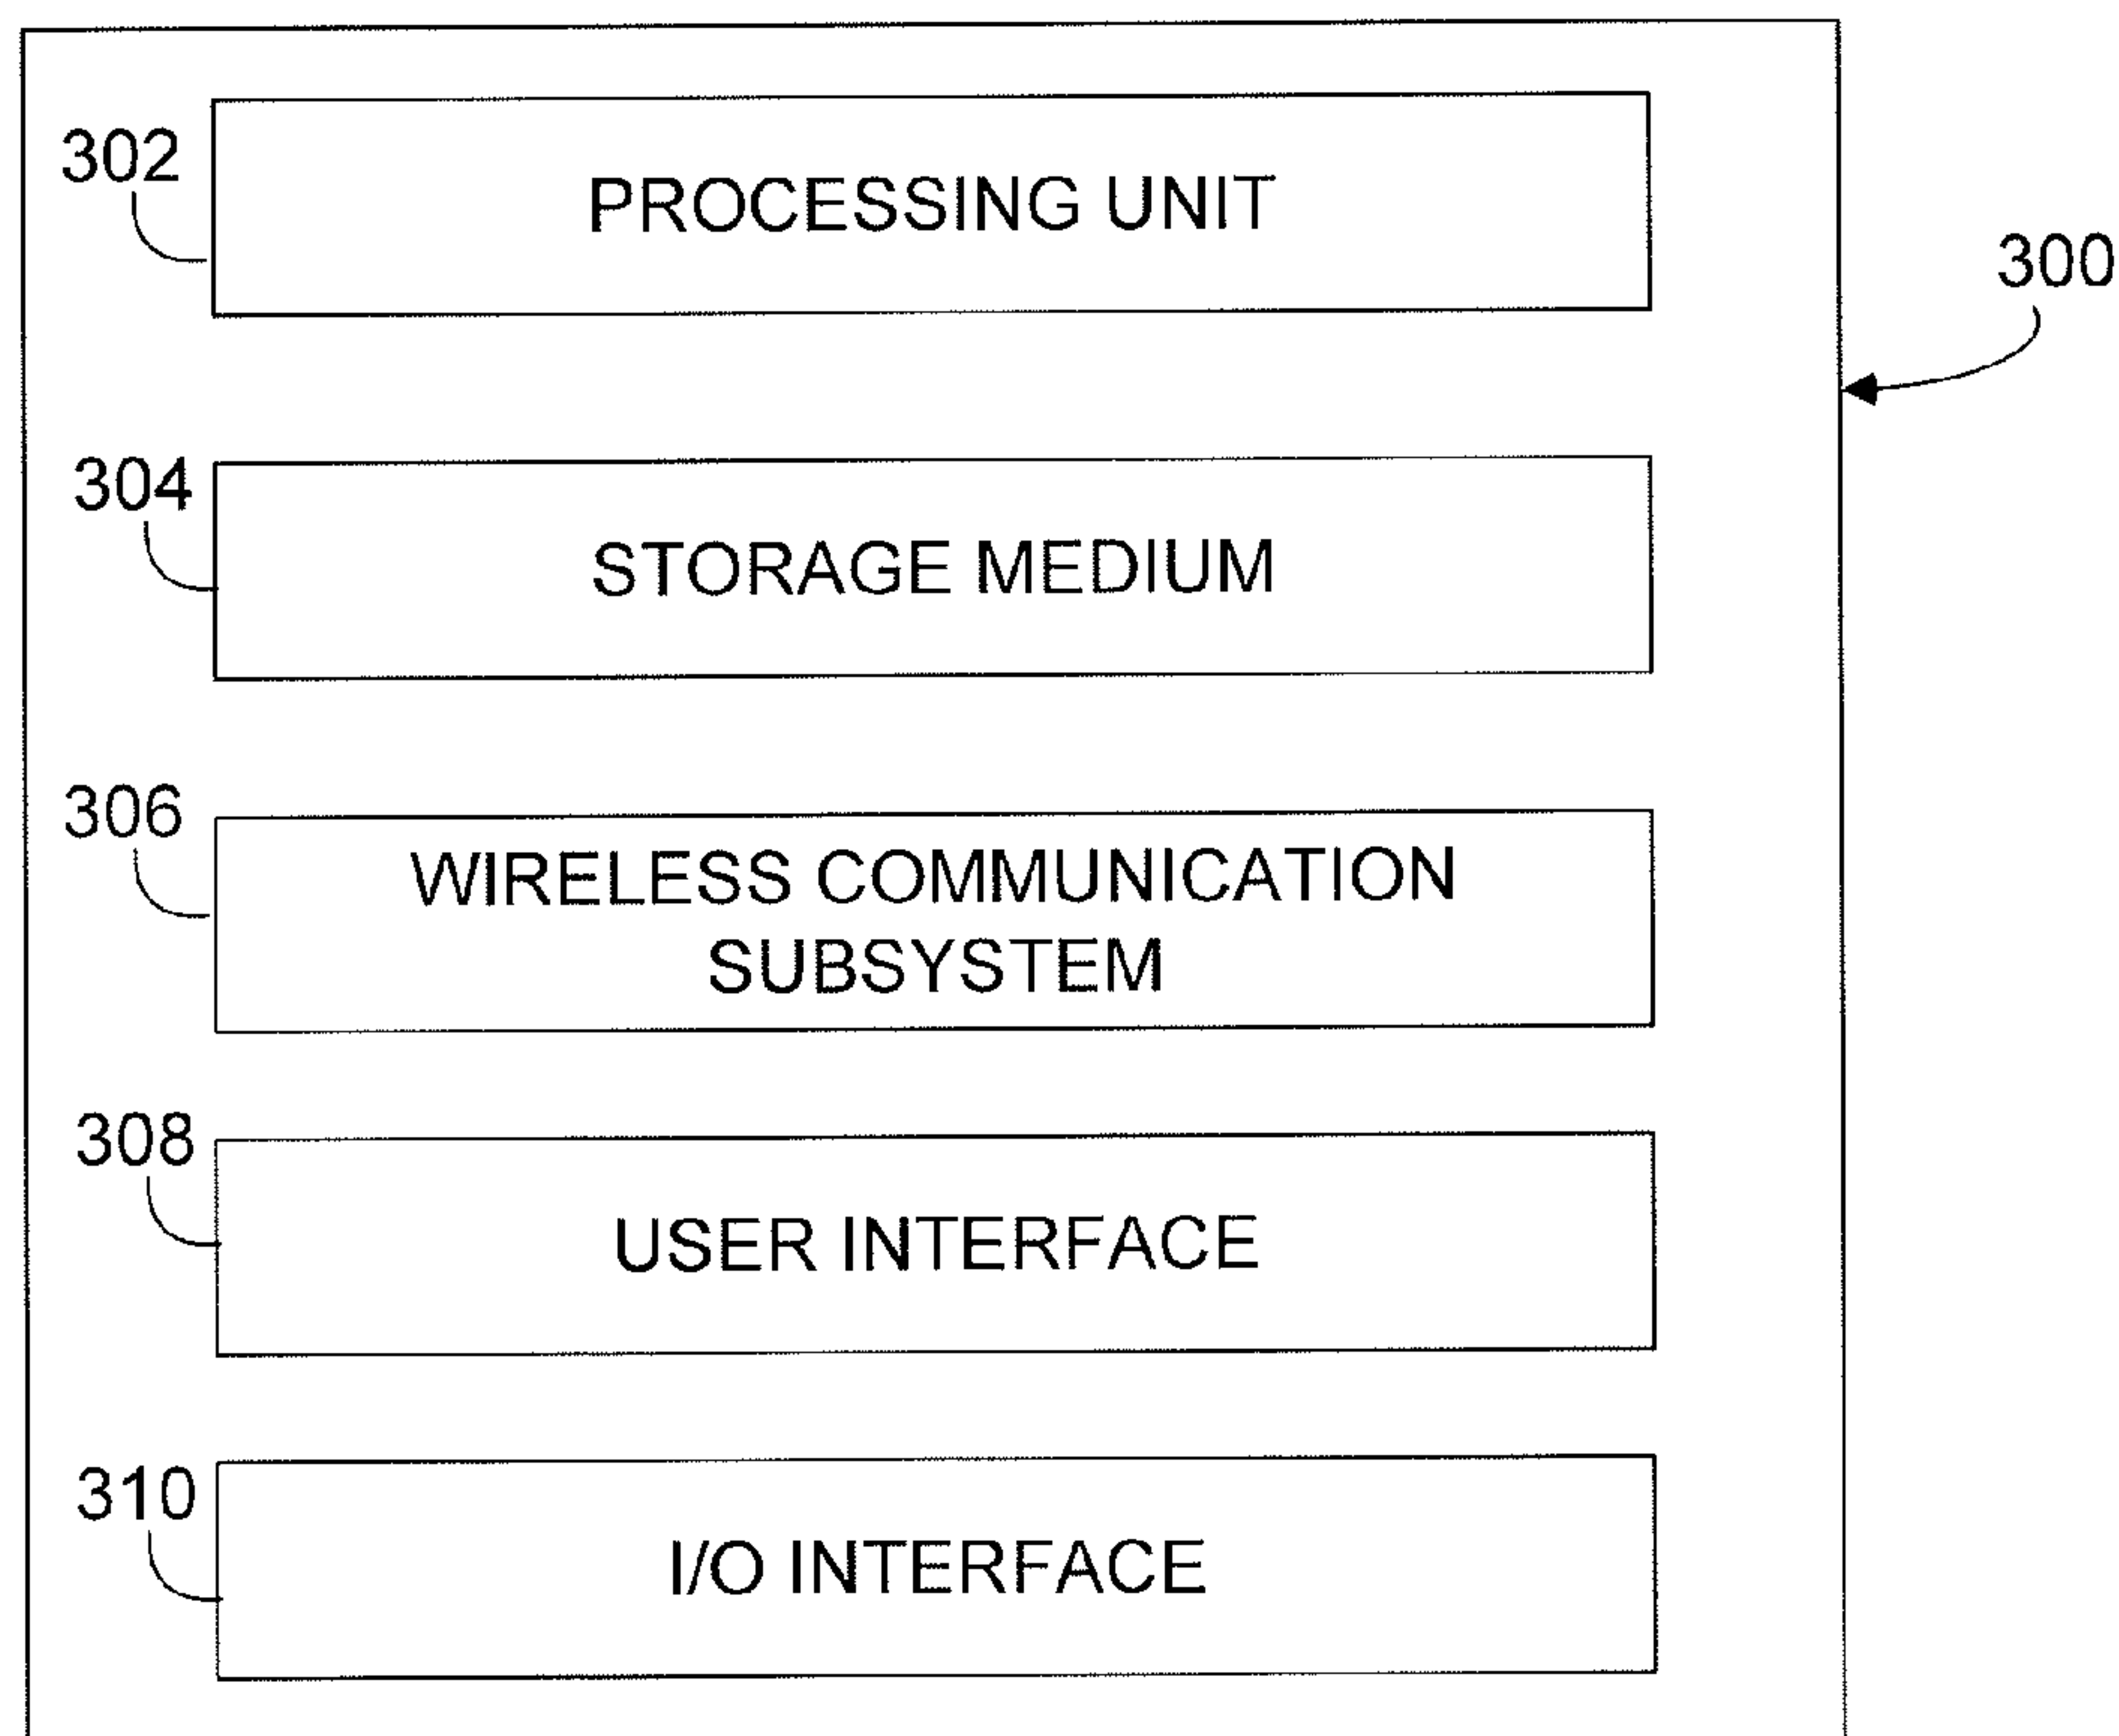 302
PROCESSING UNIT
300
304
STORAGE MEDIUM
306
WIRELESS COMMUNICATION
SUBSYSTEM
308
USER INTERFACE
310
I/O INTERFACE